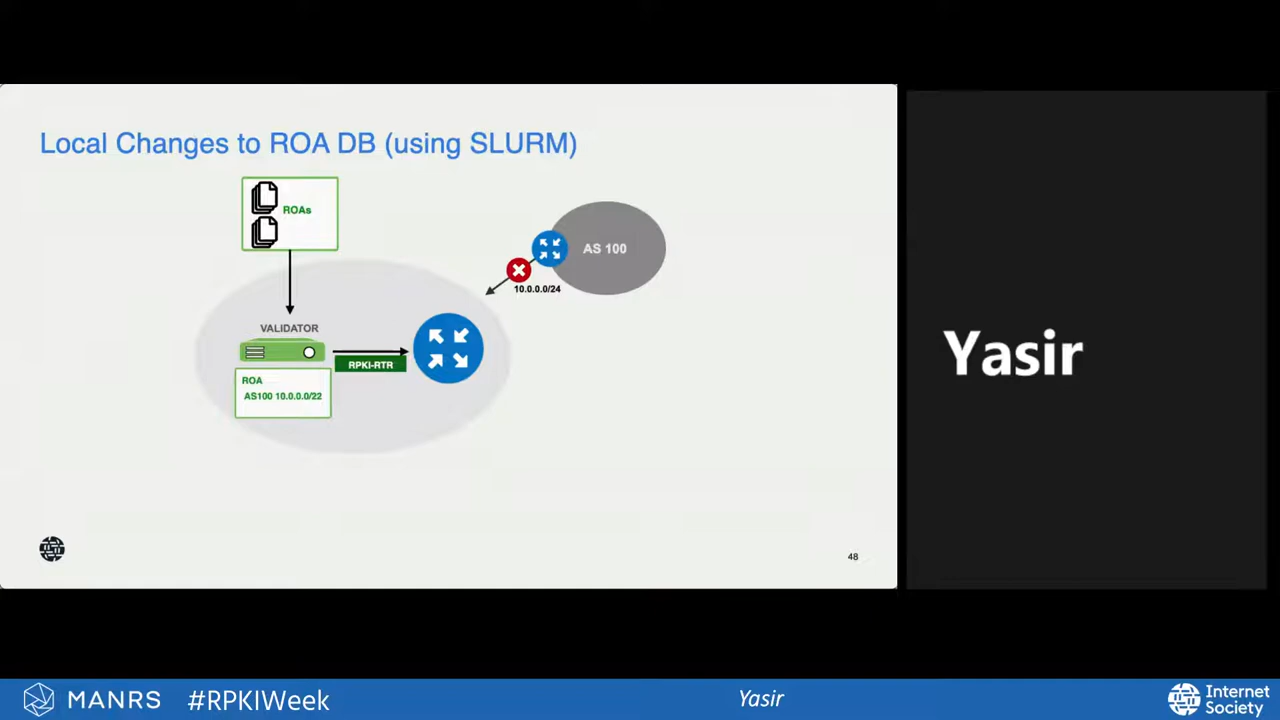 Local Changes to ROA DB (using SLURM)
ROAs
AS 100
10.0.0.0/24
VALIDATOR
RPKI-RTR
ROA
AS100 10.0.0.0/22
48
Yasir
MANRS
#RPKIWeek
Yasir
Internet
Society